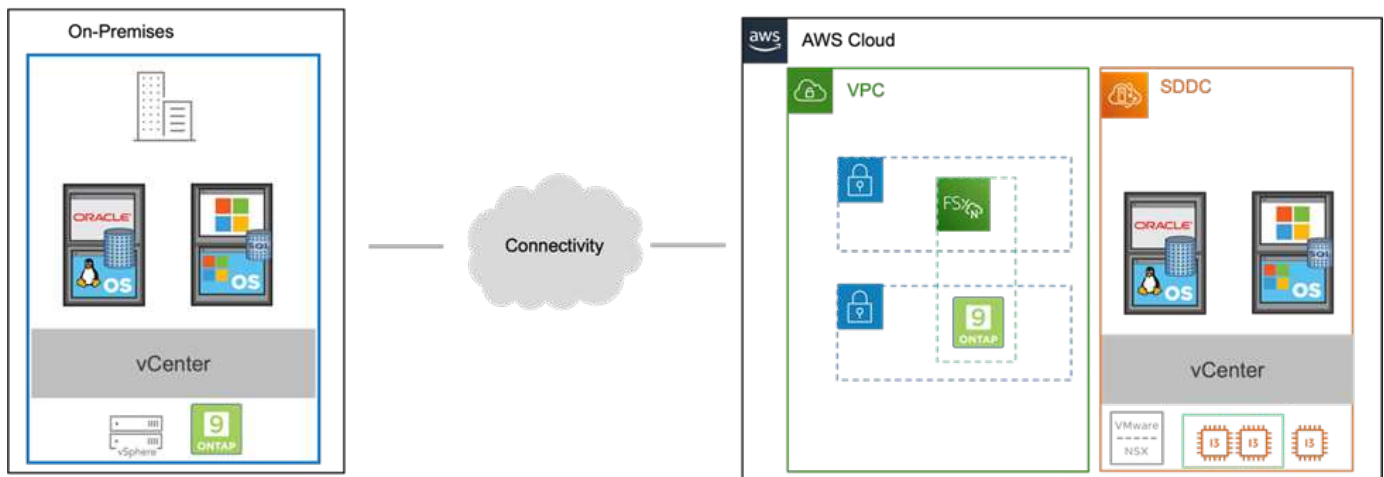 On-Premises
ORACLE
OS
SQL
OS
vCenter
vSphere
9
ONTAP
Connectivity
aws
AWS Cloud
VPC
FSx
N
9
ONTAP
SDDC
ORACLE
OS
SQL
OS
vCenter
VMware
NSX
I3
I3
I3